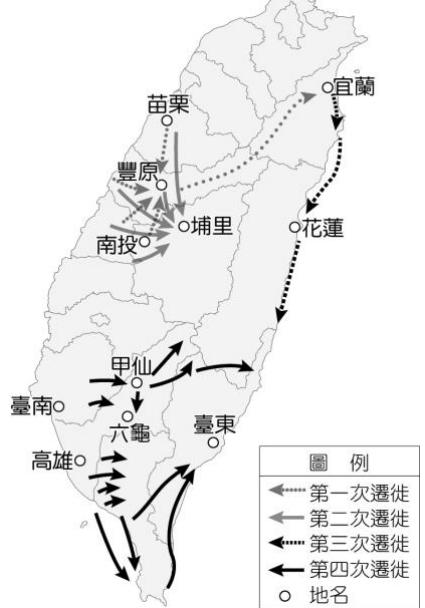 宜蘭
苗栗
豐原
埔里
花蓮
南投
甲仙
臺南
六龜
臺東
高雄
圖 例
第一次遷徙
第二次遷徙
第三次遷徙
第四次遷徙
地名